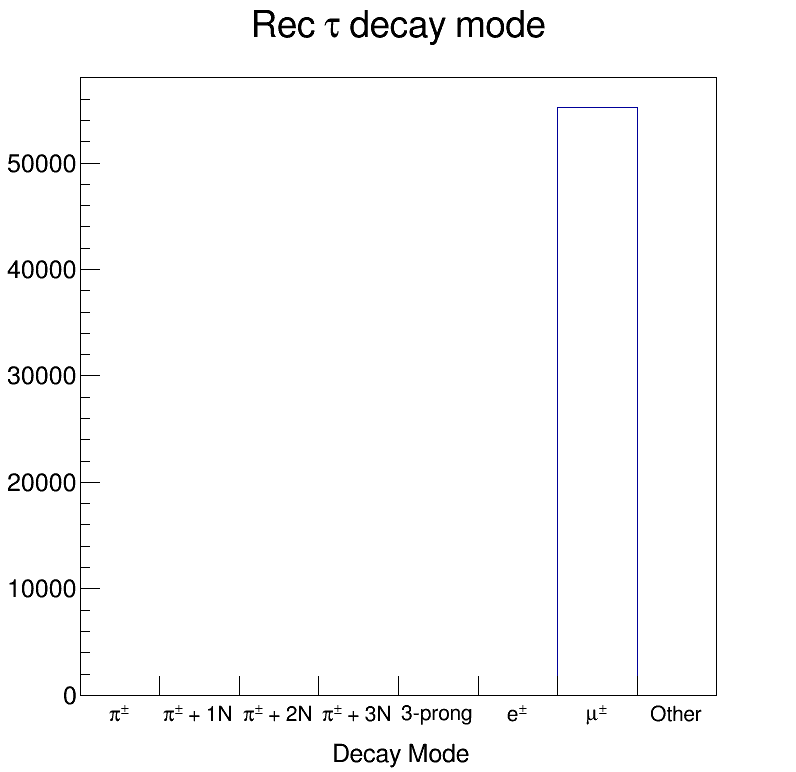 Rec τ decay mode
50000
40000
30000
20000
10000
0
π± π± + 1N π± + 2N π± + 3N 3-prong e± μ± Other
Decay Mode